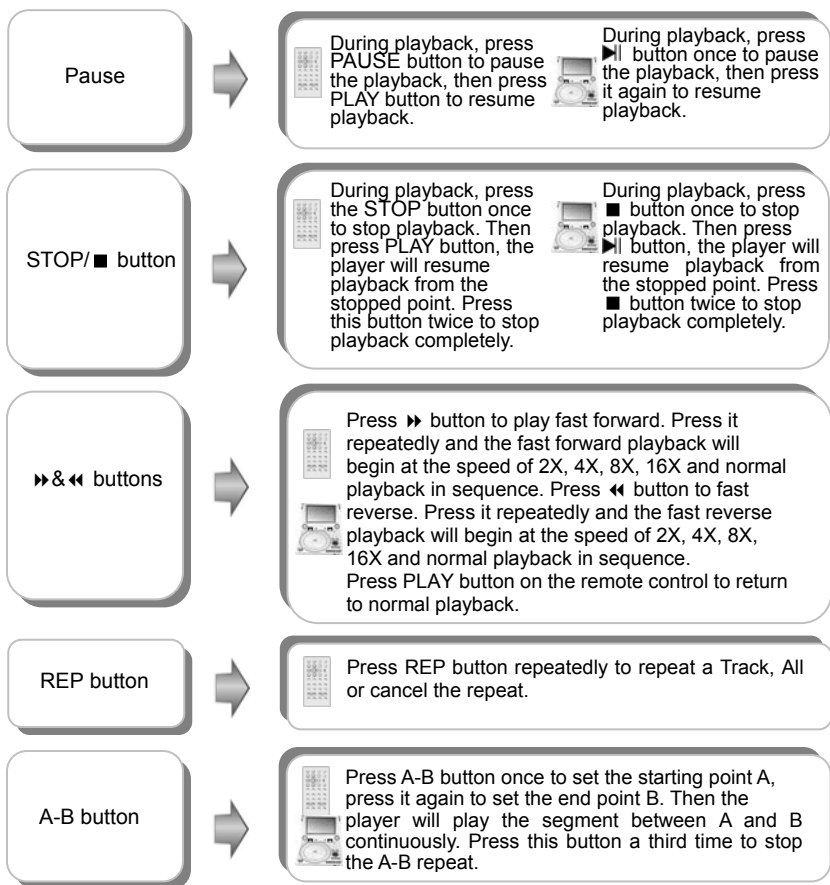 Pause
During playback, press
PAUSE button to pause
the playback, then press
PLAY button to resume
playback.
During playback, press
⏯ button once to pause
the playback, then press
it again to resume
playback.
STOP/ ■ button
During playback, press
the STOP button once
to stop playback. Then
press PLAY button, the
player will resume
playback from the
stopped point. Press
this button twice to stop
playback completely.
During playback, press
■ button once to stop
playback. Then press
⏯ button, the player will
resume playback from
the stopped point. Press
■ button twice to stop
playback completely.
⏩&⏪ buttons
Press ⏩ button to play fast forward. Press it
repeatedly and the fast forward playback will
begin at the speed of 2X, 4X, 8X, 16X and normal
playback in sequence. Press ⏪ button to fast
reverse. Press it repeatedly and the fast reverse
playback will begin at the speed of 2X, 4X, 8X,
16X and normal playback in sequence.
Press PLAY button on the remote control to return
to normal playback.
REP button
Press REP button repeatedly to repeat a Track, All
or cancel the repeat.
A-B button
Press A-B button once to set the starting point A,
press it again to set the end point B. Then the
player will play the segment between A and B
continuously. Press this button a third time to stop
the A-B repeat.